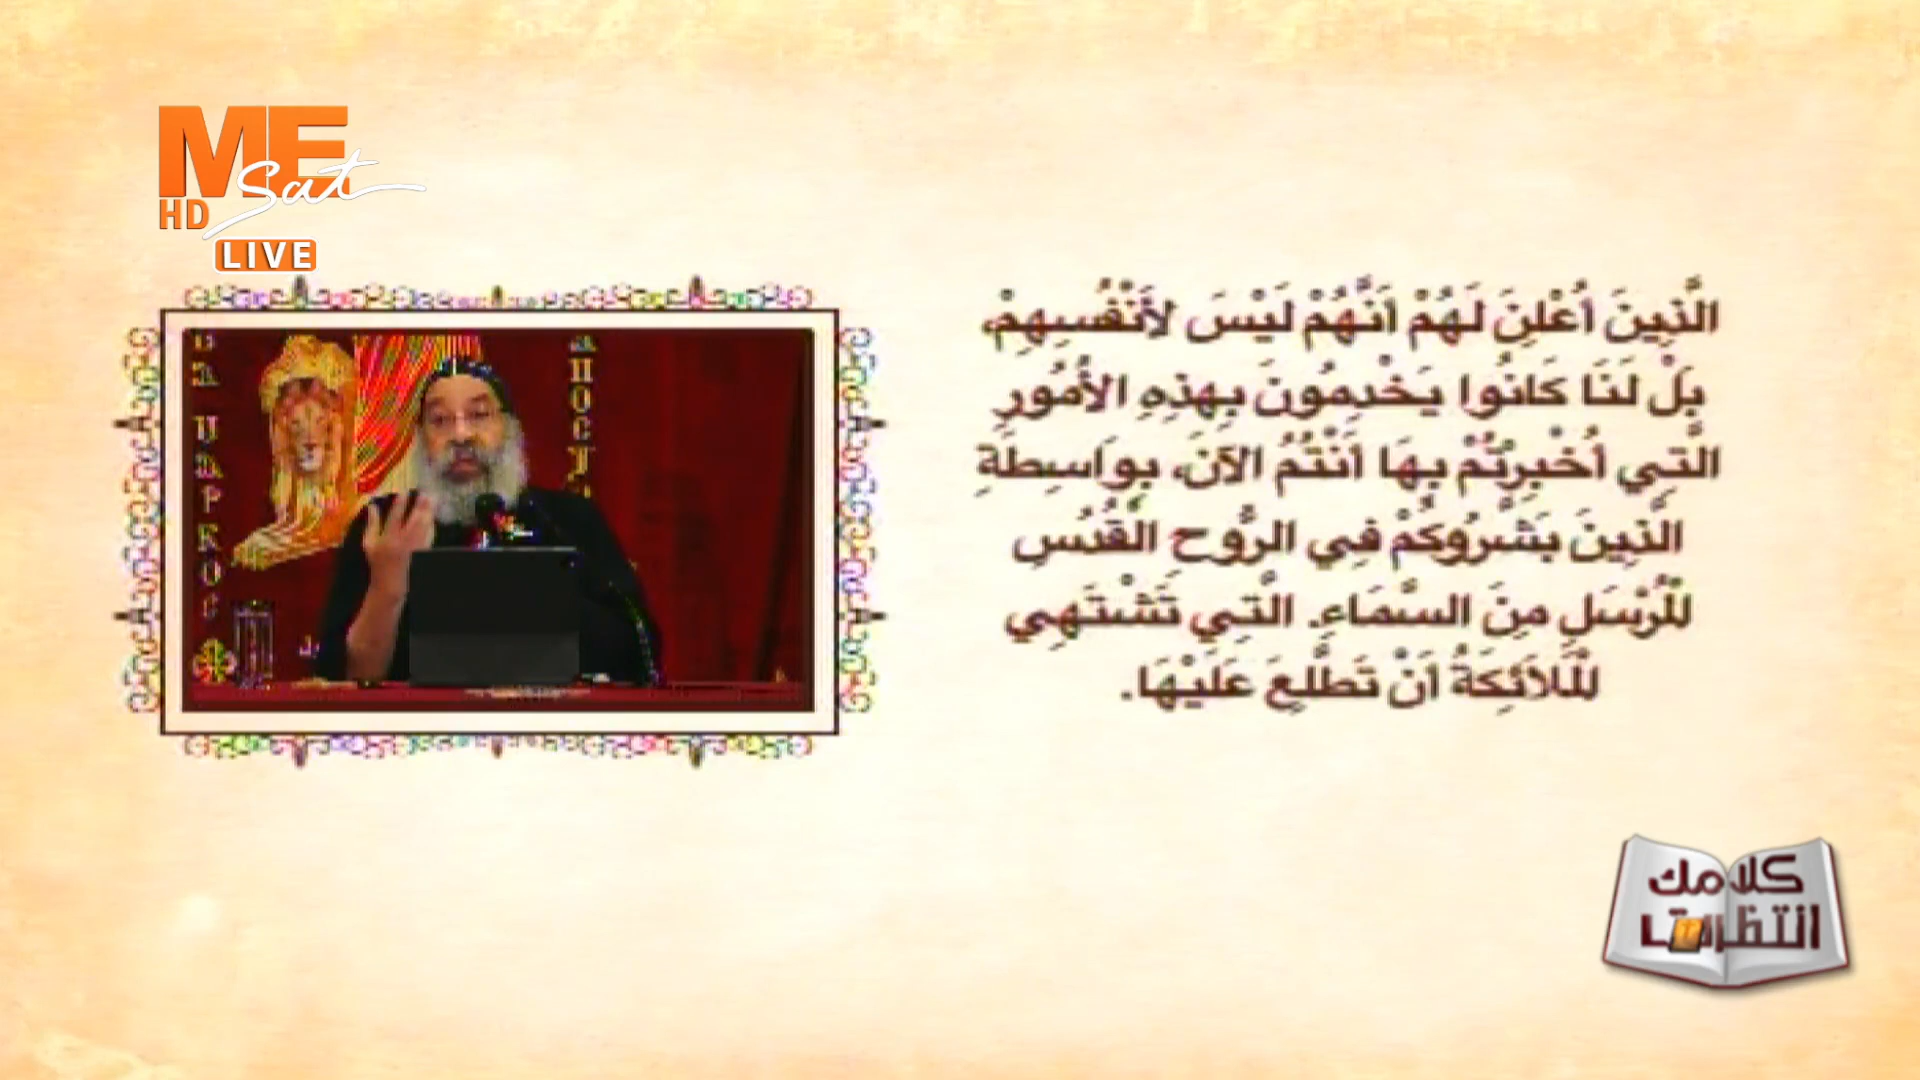 ME
Sat
HD
LIVE
الَّذِينَ أُعْلِنَ لَهُمْ أَنَّهُمْ لَيْسَ لأَنْفُسِهِمْ،
بَلْ لَنَا كَانُوا يَخْدِمُونَ بِهذِهِ الأُمُورِ
الَّتِي أُخْبِرْتُمْ بِهَا أَنْتُمُ الآنَ، بِوَاسِطَةِ
الَّذِينَ بَشَّرُوكُمْ فِي الرُّوحِ الْقُدُسِ
الْمُرْسَلِ مِنَ السَّمَاءِ. الَّتِي تَشْتَهِي
الْمَلاَئِكَةُ أَنْ تَطَّلِعَ عَلَيْهَا.
كلامك
انتظرت